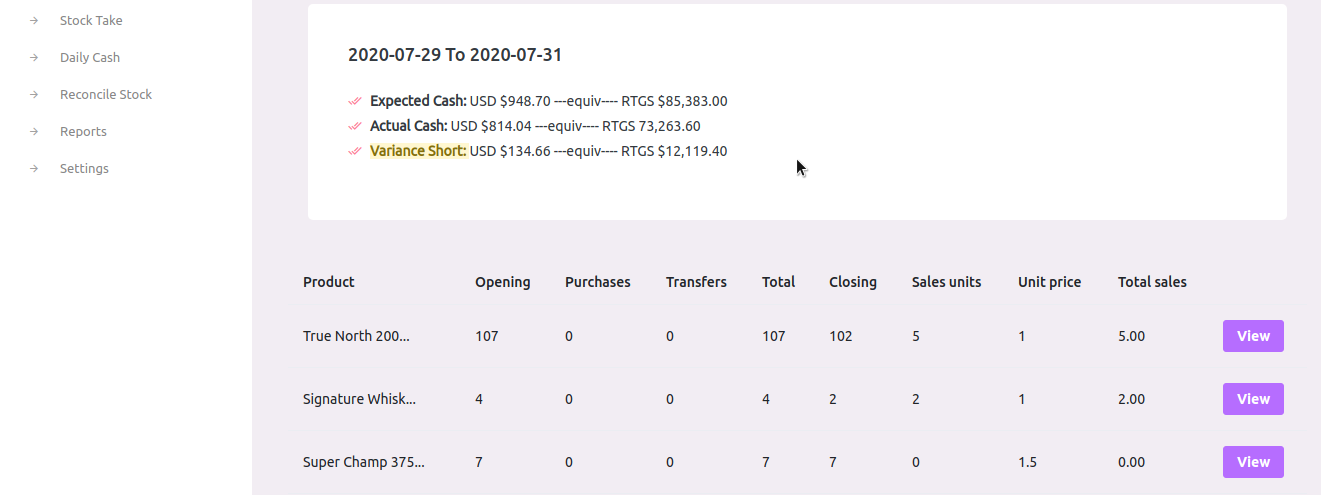 Stock Take
Daily Cash
Reconcile Stock
Reports
Settings
2020-07-29 To 2020-07-31
Expected Cash: USD $948.70 ---equiv---- RTGS $85,383.00
Actual Cash: USD $814.04 ---equiv---- RTGS 73,263.60
Variance Short: USD $134.66 ---equiv---- RTGS $12,119.40
Product Opening Purchases Transfers Total Closing Sales units Unit price Total sales
True North 200... 107 0 0 107 102 5 1 5.00 View
Signature Whisk... 4 0 0 4 2 2 1 2.00 View
Super Champ 375... 7 0 0 7 7 0 1.5 0.00 View